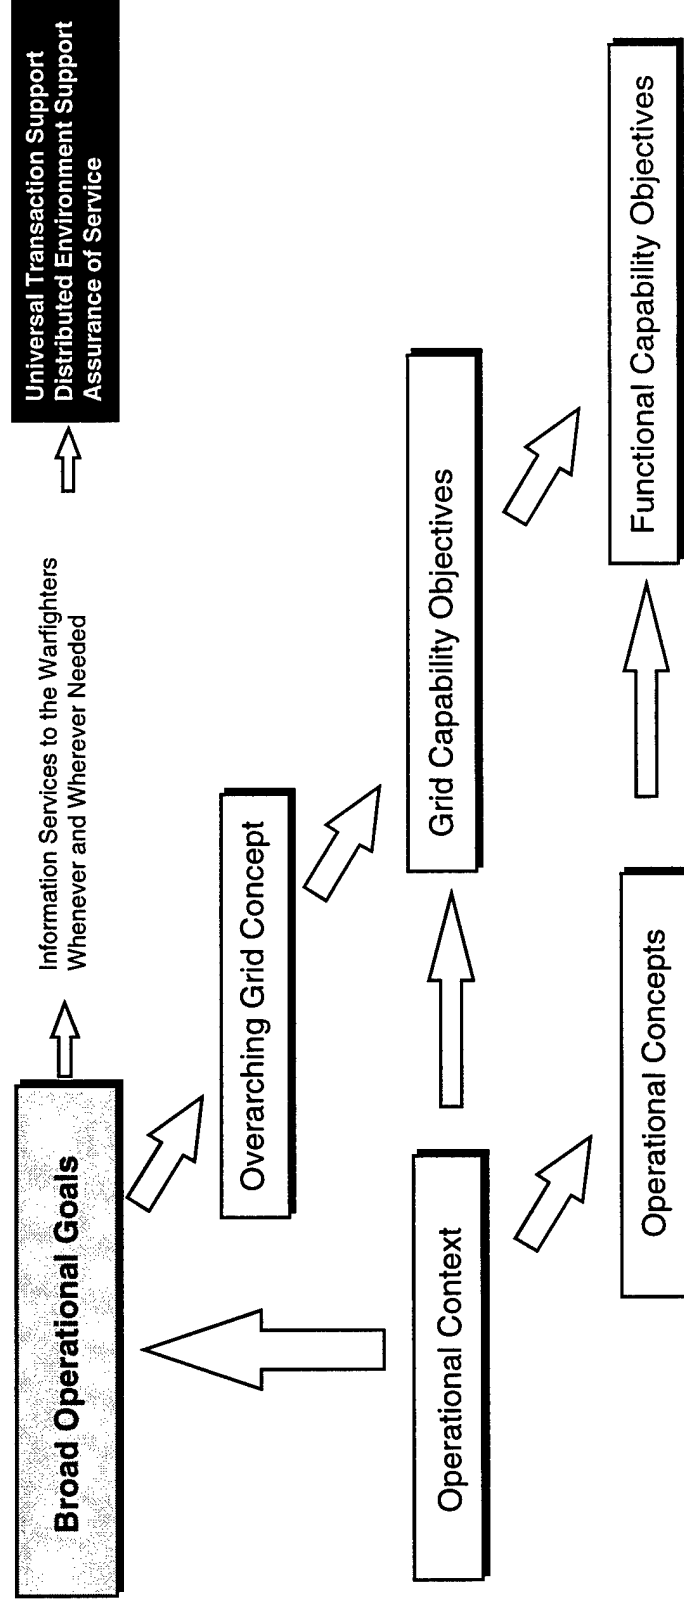 Broad Operational Goals
Information Services to the Warfighters
Whenever and Wherever Needed
Universal Transaction Support
Distributed Environment Support
Assurance of Service
Overarching Grid Concept
Operational Context
Grid Capability Objectives
Operational Concepts
Functional Capability Objectives